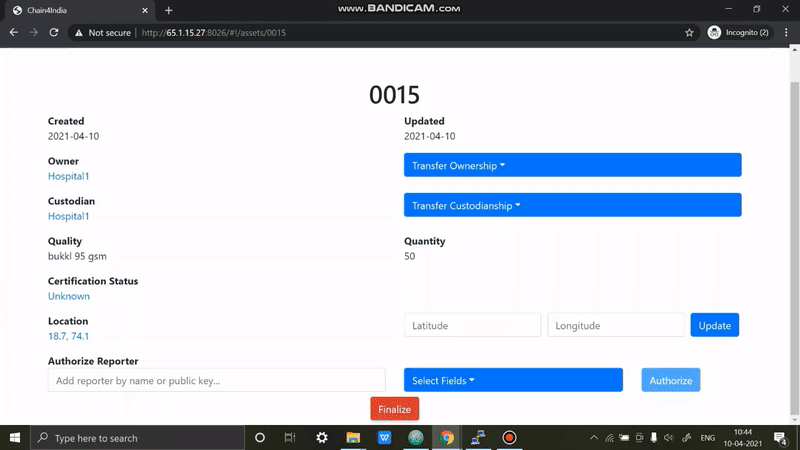 Chain4India
www.BANDICAM.com
Not secure
http://65.1.15.27:8026/#!/assets/0015
Incognito (2)
0015
Created
Updated
2021-04-10
2021-04-10
Owner
Hospital1
Transfer Ownership
Custodian
Hospital1
Transfer Custodianship
Quality
Quantity
bukkl 95 gsm
50
Certification Status
Unknown
Location
18.7, 74.1
Latitude
Longitude
Update
Authorize Reporter
Add reporter by name or public key...
Select Fields
Authorize
Finalize
Type here to search
ENG
10:44
10-04-2021
4